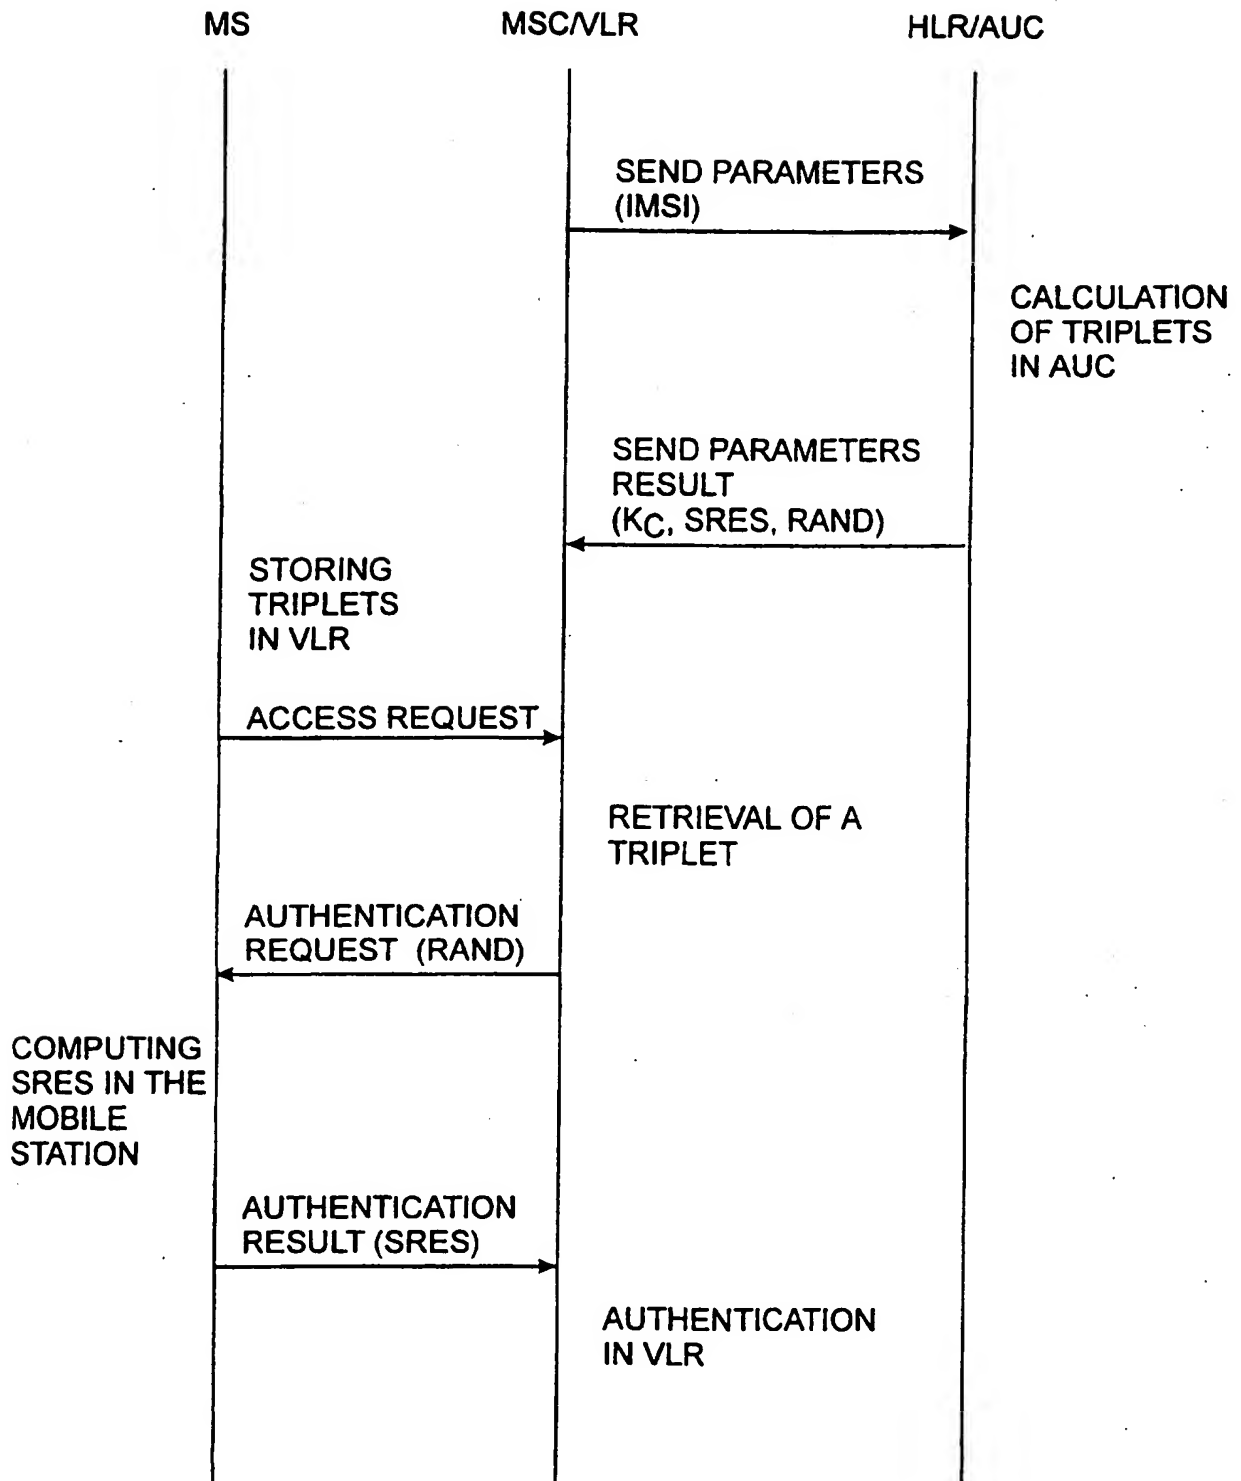 MS MSC/VLR HLR/AUC
SEND PARAMETERS
(IMSI)
CALCULATION
OF TRIPLETS
IN AUC
SEND PARAMETERS
RESULT
(KC, SRES, RAND)
STORING
TRIPLETS
IN VLR
ACCESS REQUEST
RETRIEVAL OF A
TRIPLET
AUTHENTICATION
REQUEST (RAND)
COMPUTING
SRES IN THE
MOBILE
STATION
AUTHENTICATION
RESULT (SRES)
AUTHENTICATION
IN VLR